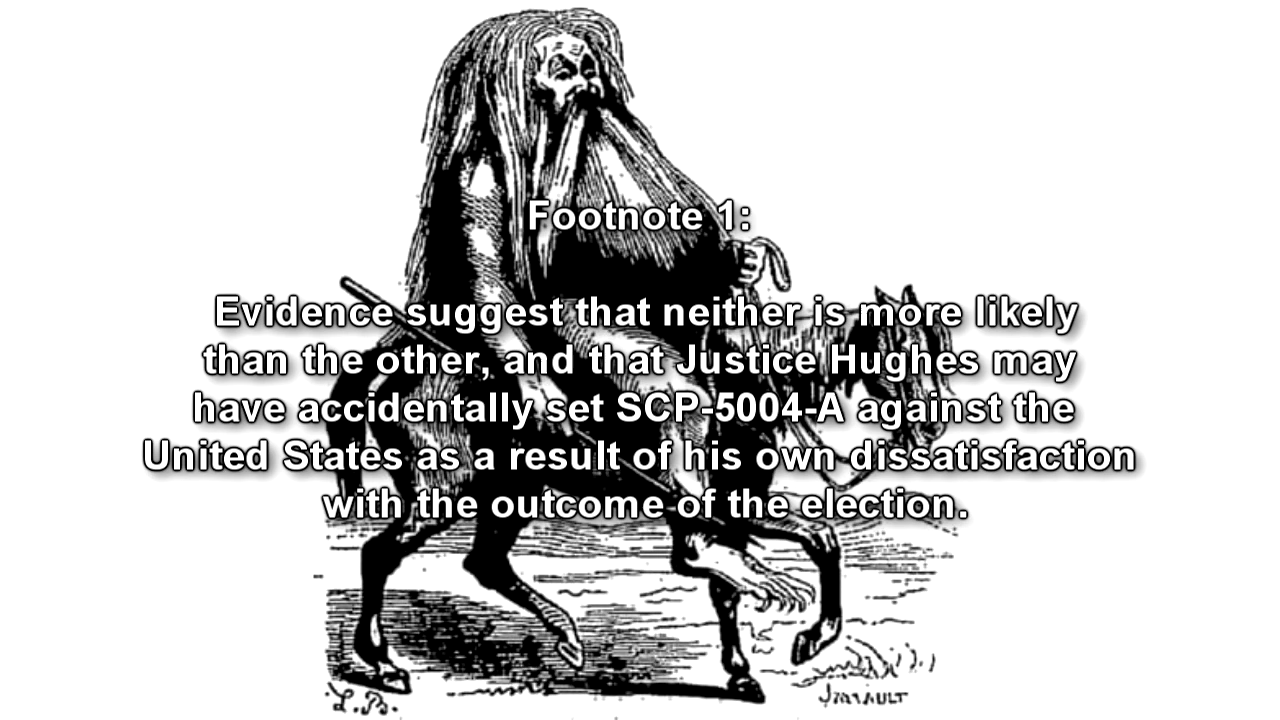 Footnote 1:
Evidence suggest that neither is more likely
than the other, and that Justice Hughes may
have accidentally set SCP-5004-A against the
United States as a result of his own dissatisfaction
with the outcome of the election.
L.B.